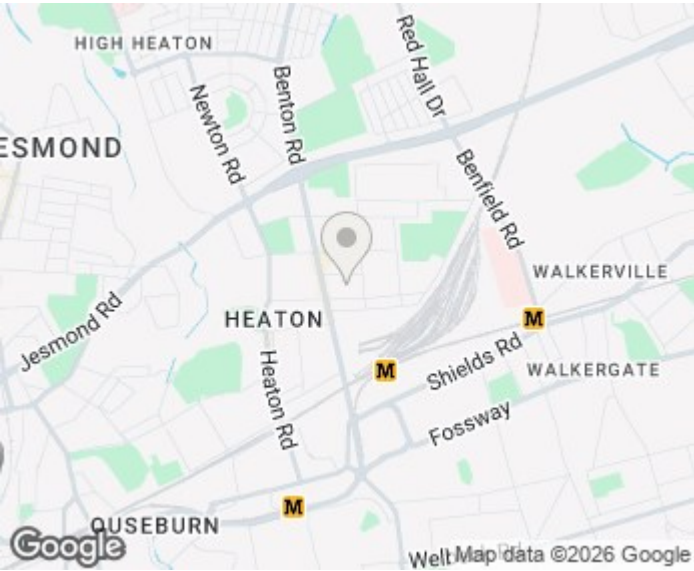 HIGH HEATON
Red Hall Dr
Benton Rd
Newton Rd
ESMOND
Benfield Rd
WALKERVILLE
Jesmond Rd
HEATON
M
M
Shields Rd
WALKERGATE
Heaton Rd
Fossway
M
OUSEBURN
Google
Welb
Map data ©2026 Google